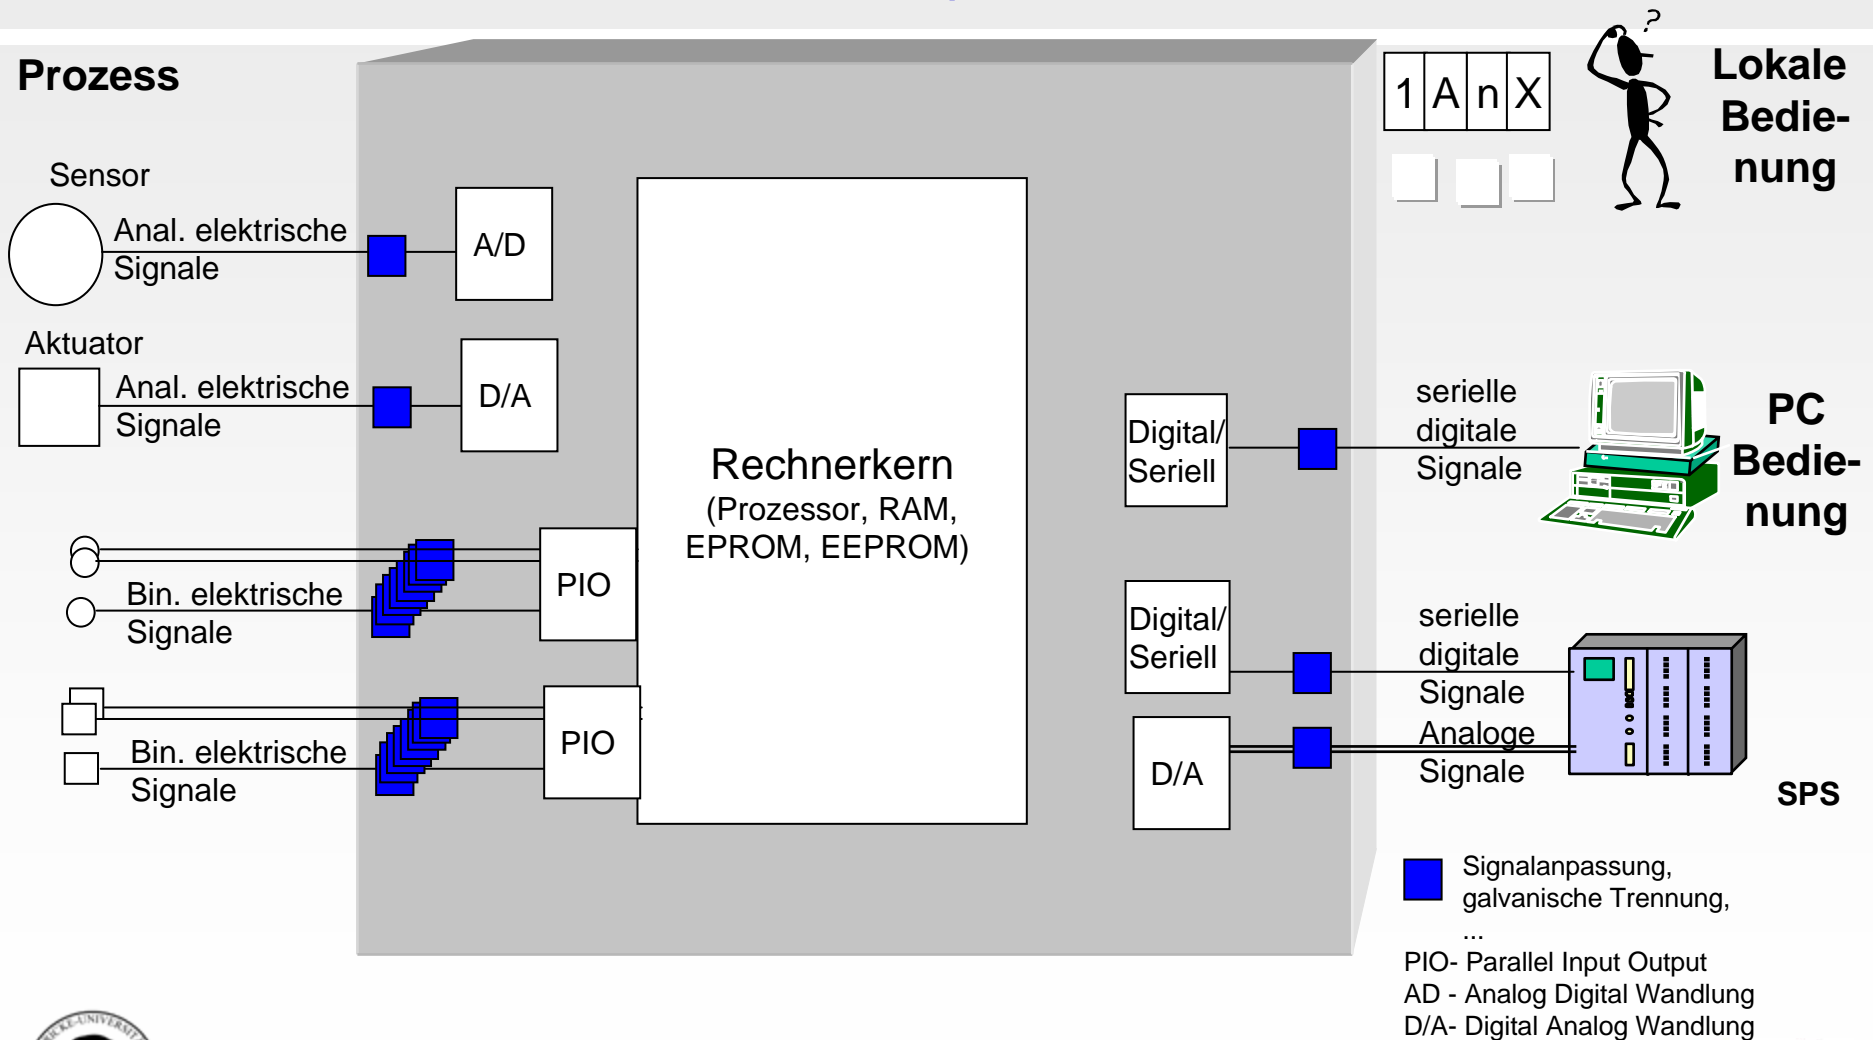 Prozess
Sensor
Anal. elektrische
Signale
A/D
Aktuator
Anal. elektrische
Signale
D/A
Bin. elektrische
Signale
PIO
Bin. elektrische
Signale
PIO
Rechnerkern
(Prozessor, RAM,
EPROM, EEPROM)
1 A n X
?
Lokale
Bedie-
nung
Digital/
Seriell
serielle
digitale
Signale
PC
Bedie-
nung
Digital/
Seriell
serielle
digitale
Signale
D/A
Analoge
Signale
SPS
Signalanpassung,
galvanische Trennung,
...
PIO- Parallel Input Output
AD - Analog Digital Wandlung
D/A- Digital Analog Wandlung